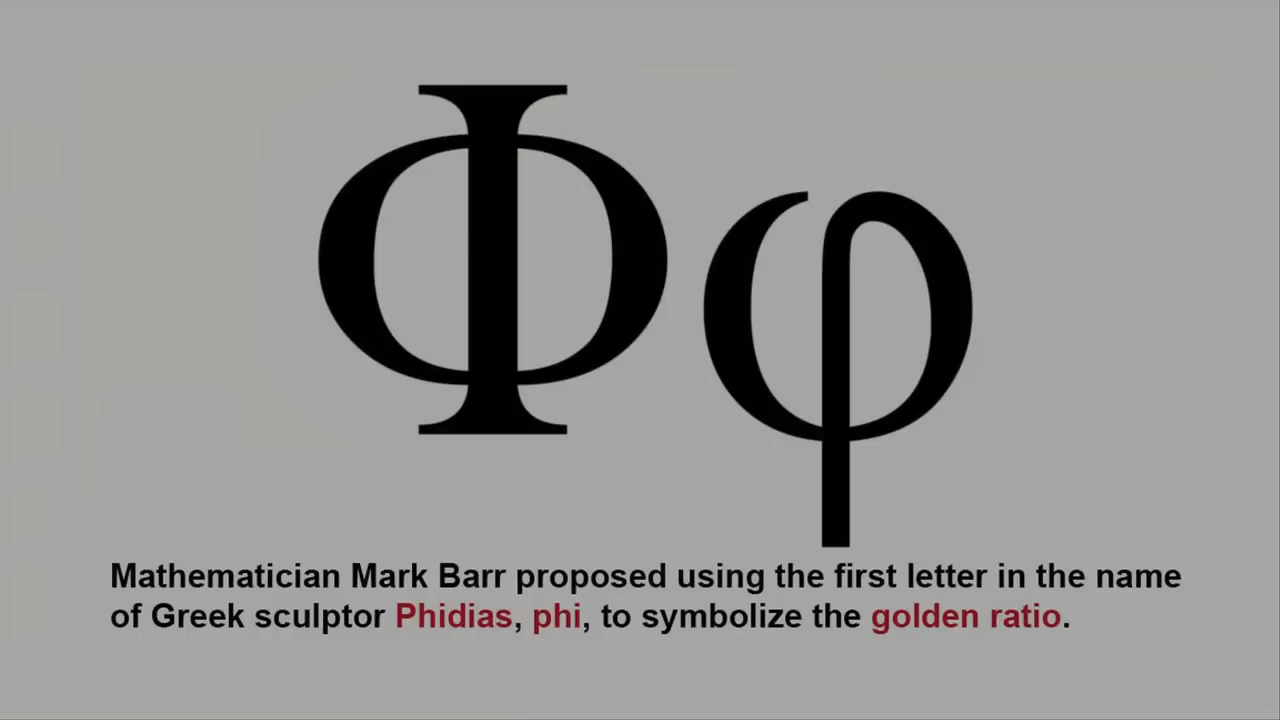 Φφ
Mathematician Mark Barr proposed using the first letter in the name
of Greek sculptor Phidias, phi, to symbolize the golden ratio.